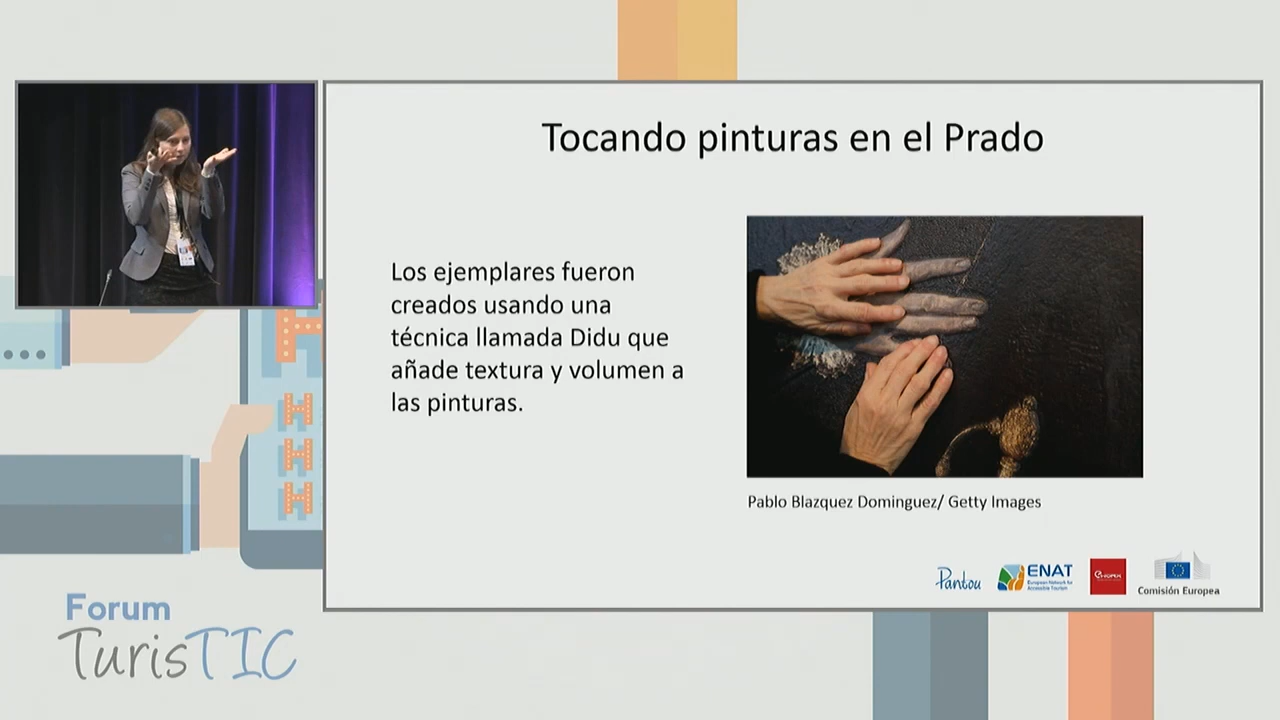 Tocando pinturas en el Prado
Los ejemplares fueron
creados usando una
técnica llamada Didu que
añade textura y volumen a
las pinturas.
Pablo Blazquez Dominguez/ Getty Images
Pantou
ENAT
European Network for
Accessible Tourism
Comisión Europea
Forum
TurisTIC